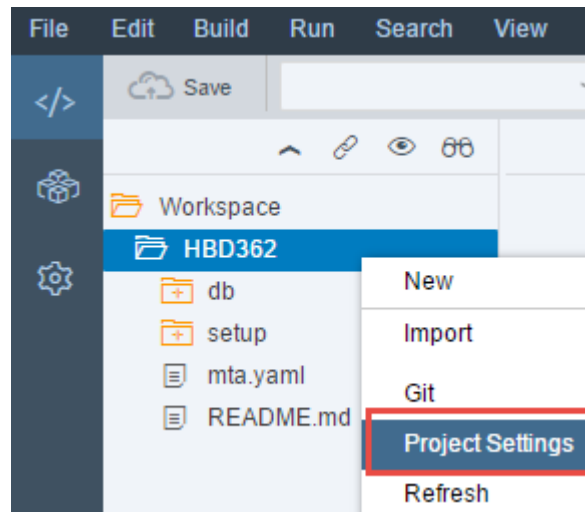 File Edit Build Run Search View
</> Save
Workspace
HBD362
db
setup
mta.yaml
README.md
New
Import
Git
Project Settings
Refresh